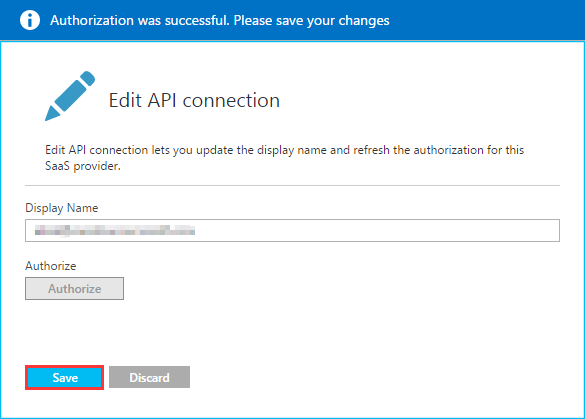 Authorization was successful. Please save your changes
Edit API connection
Edit API connection lets you update the display name and refresh the authorization for this
SaaS provider.
Display Name
Authorize
Authorize
Save
Discard